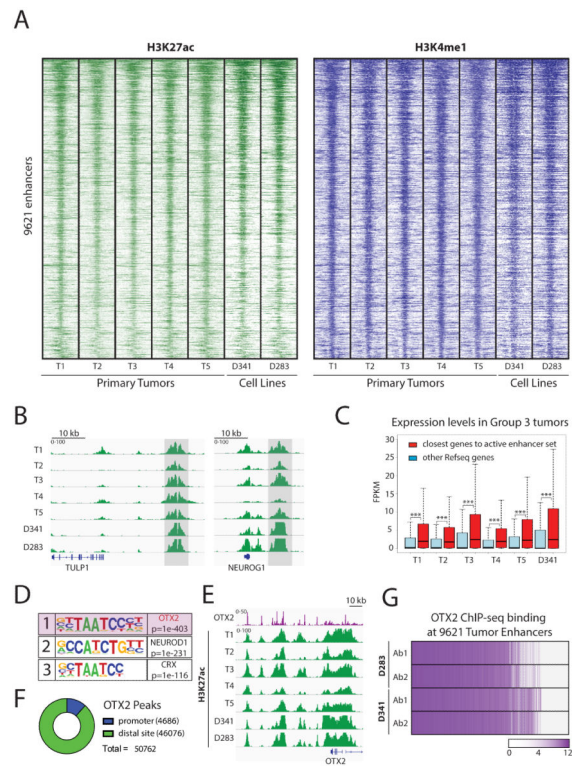 A
H3K27ac
H3K4me1
9621 enhancers
T1 T2 T3 T4 T5 D341 D283
T1 T2 T3 T4 T5 D341 D283
Primary Tumors Cell Lines
Primary Tumors Cell Lines
B
10 kb
10 kb
0-100
0-100
T1
T2
T3
T4
T5
D341
D283
TULP1
NEUROG1
C
Expression levels in Group 3 tumors
closest genes to active enhancer set
other Refseq genes
FPKM
30
25
20
15
10
5
0
*** *** *** *** *** ***
T1 T2 T3 T4 T5 D341
D
1 OTX2
p=1e-403
2 NEUROD1
p=1e-231
3 CRX
p=1e-116
E
0-50
10 kb
OTX2
0-100
H3K27ac
T1
T2
T3
T4
T5
D341
D283
OTX2
F
OTX2 Peaks
promoter (4686)
distal site (46076)
Total = 50762
G
OTX2 ChIP-seq binding
at 9621 Tumor Enhancers
D283
Ab1
Ab2
D341
Ab1
Ab2
0 4 8 12